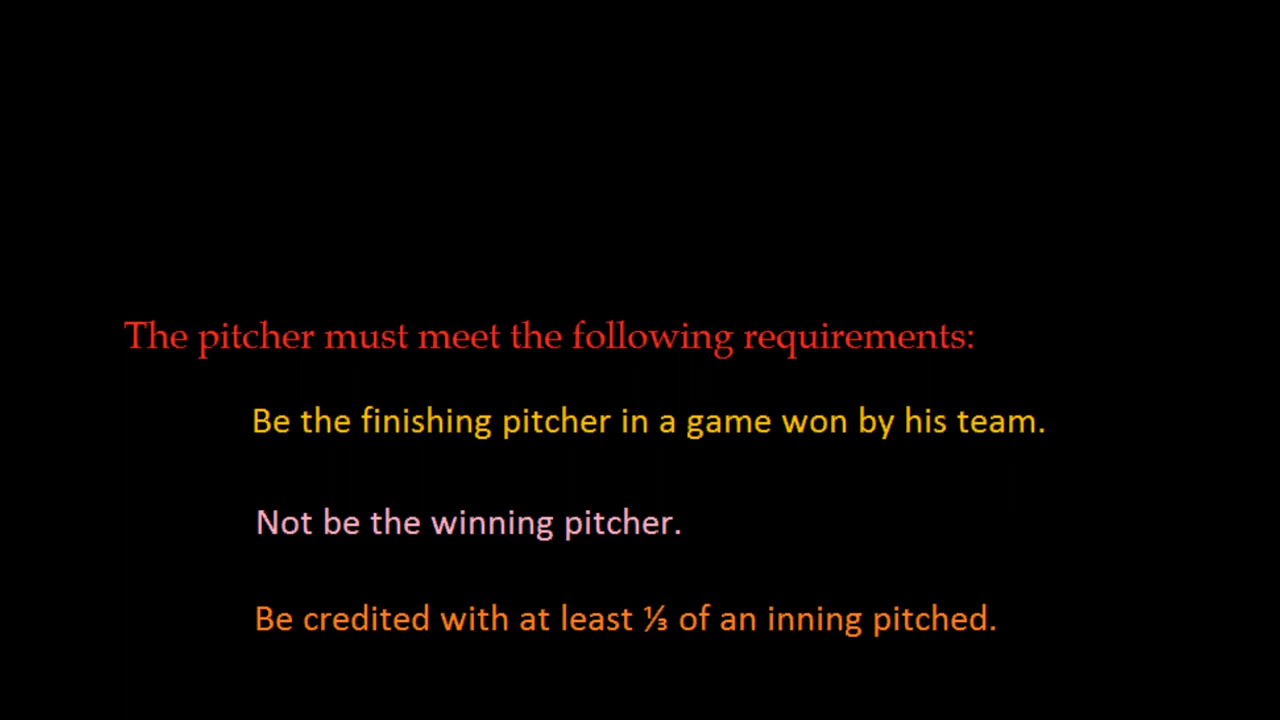 The pitcher must meet the following requirements:
Be the finishing pitcher in a game won by his team.
Not be the winning pitcher.
Be credited with at least ⅓ of an inning pitched.